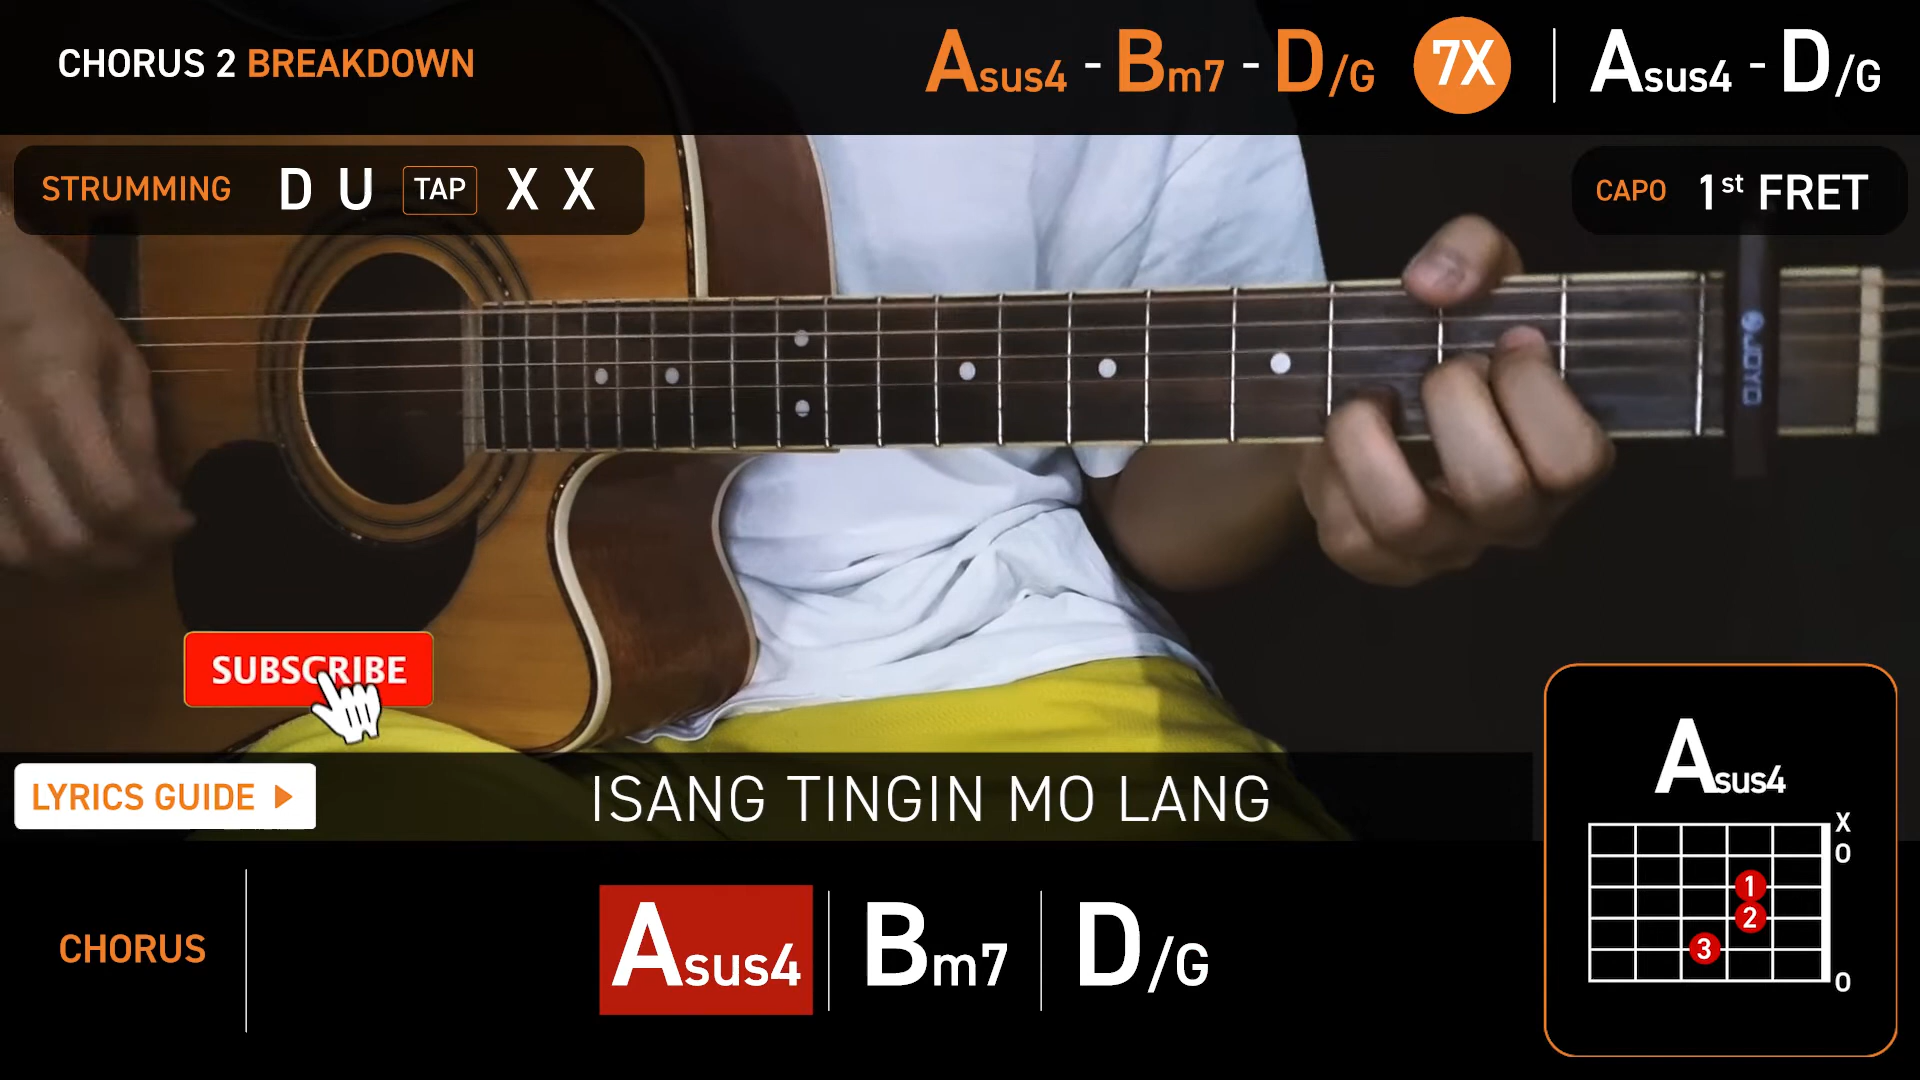 CHORUS 2 BREAKDOWN
Asus4 - Bm7 - D/G 7X | Asus4 - D/G
STRUMMING D U TAP X X
CAPO 1st FRET
JOYO
SUBSCRIBE
LYRICS GUIDE
ISANG TINGIN MO LANG
CHORUS
Asus4 | Bm7 | D/G
Asus4
X
O
1
2
3
O